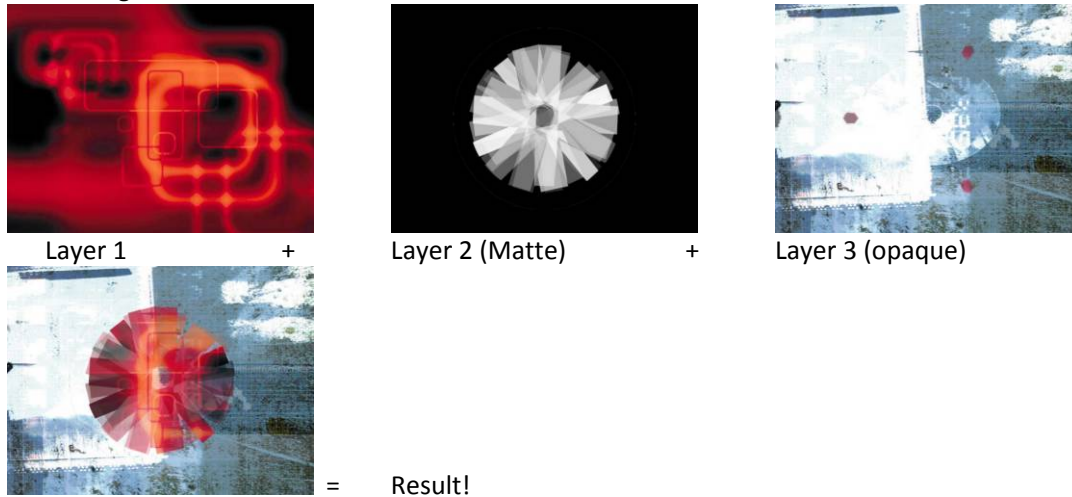 Layer 1 + Layer 2 (Matte) + Layer 3 (opaque)
= Result!